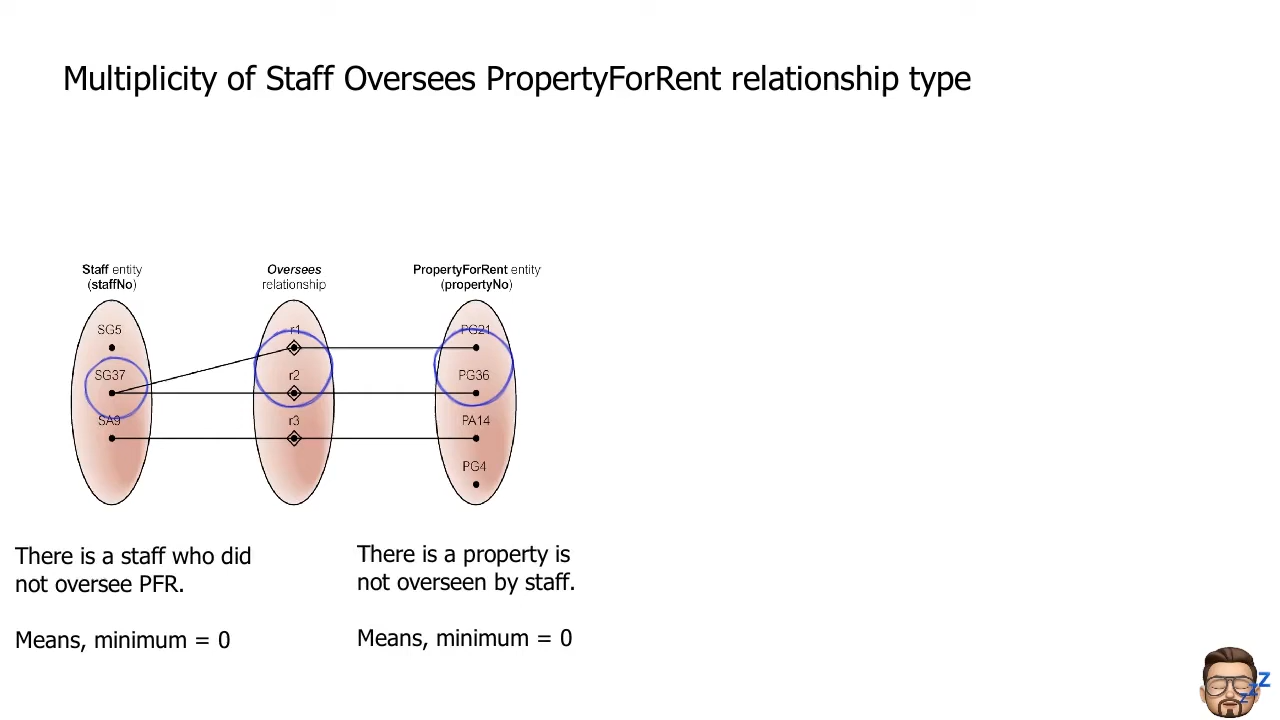 Multiplicity of Staff Oversees PropertyForRent relationship type
Staff entity
(staffNo)
Oversees
relationship
PropertyForRent entity
(propertyNo)
SG5
r1
PG21
SG37
r2
PG36
SA9
r3
PA14
PG4
There is a staff who did
not oversee PFR.
Means, minimum = 0
There is a property is
not overseen by staff.
Means, minimum = 0
z z Z